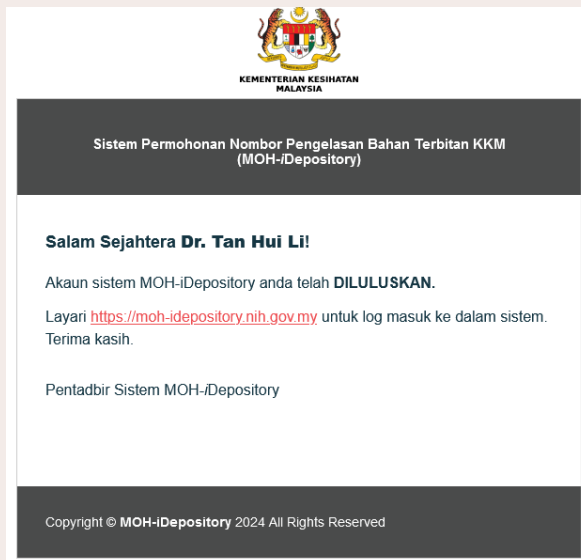 KEMENTERIAN KESIHATAN
MALAYSIA
Sistem Permohonan Nombor Pengelasan Bahan Terbitan KKM
(MOH-iDepository)
Salam Sejahtera Dr. Tan Hui Li!
Akaun sistem MOH-iDepository anda telah DILULUSKAN.
Layari https://moh-idepository.nih.gov.my untuk log masuk ke dalam sistem.
Terima kasih.
Pentadbir Sistem MOH-iDepository
Copyright © MOH-iDepository 2024 All Rights Reserved